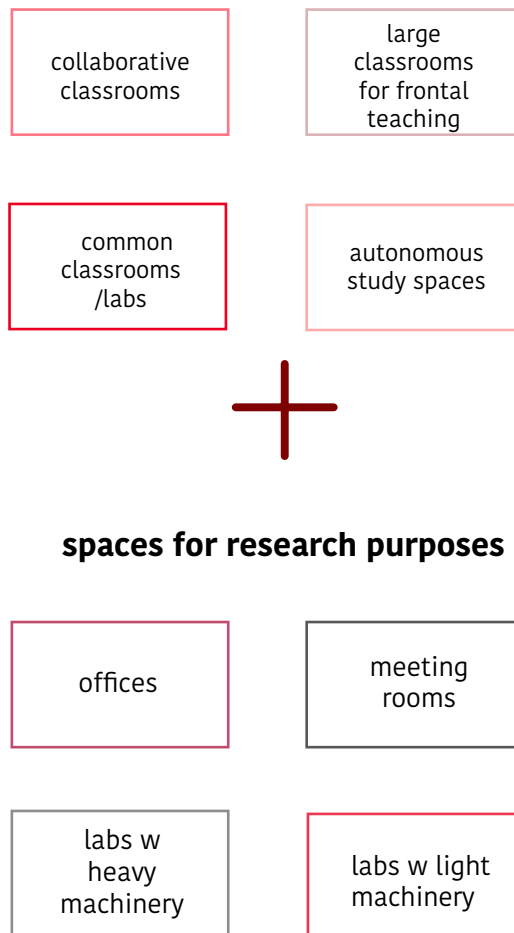 collaborative
classrooms
large
classrooms
for frontal
teaching
common
classrooms
/labs
autonomous
study spaces
spaces for research purposes
offices
meeting
rooms
labs w
heavy
machinery
labs w light
machinery